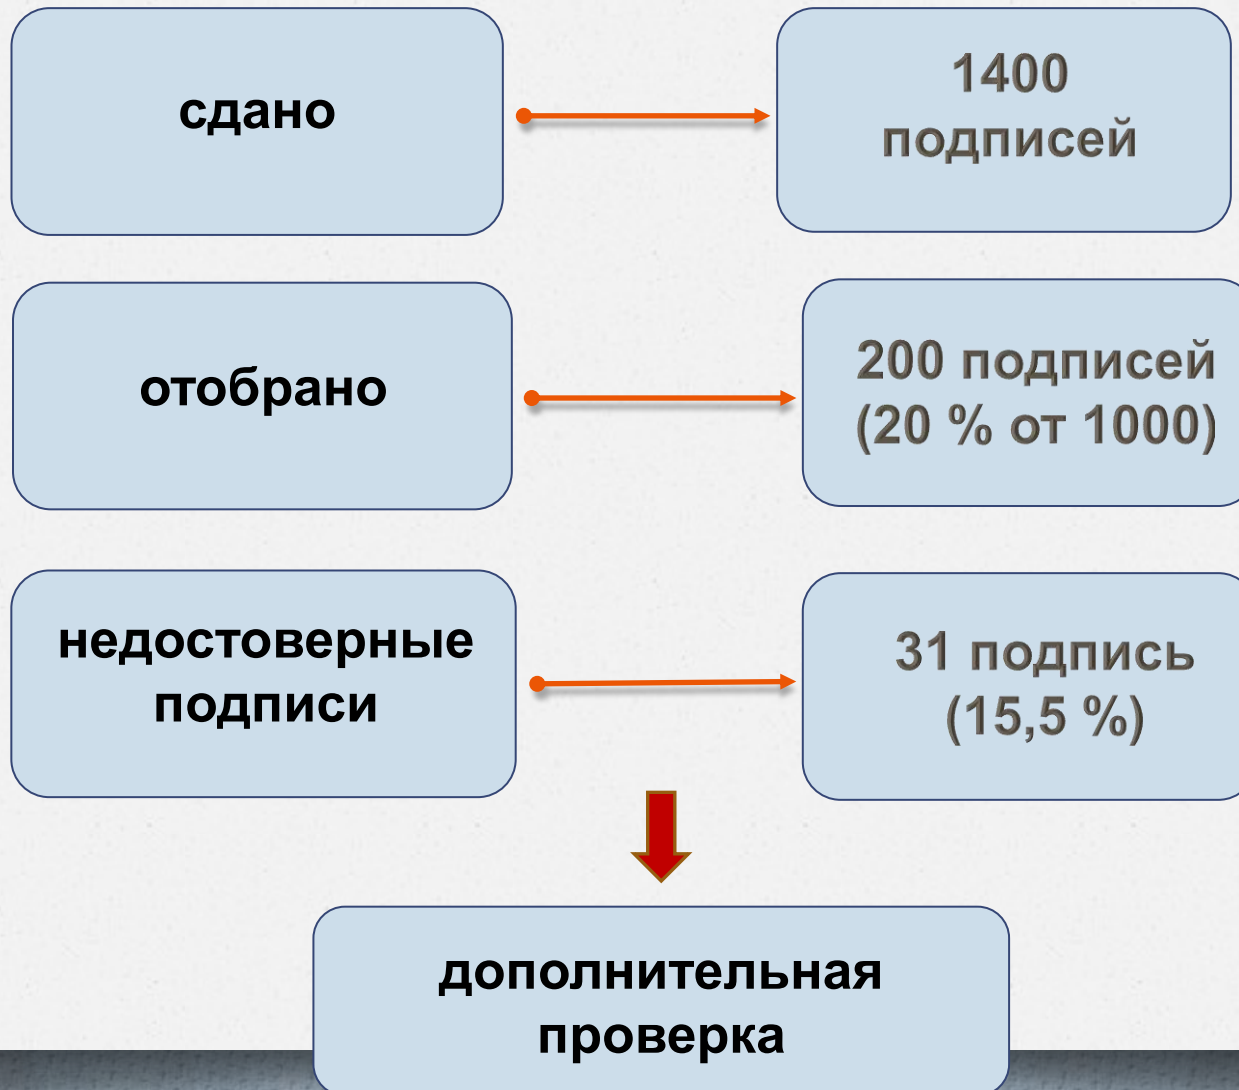 сдано
1400
подписей
отобрано
200 подписей
(20 % от 1000)
недостоверные
подписи
31 подпись
(15,5 %)
дополнительная
проверка